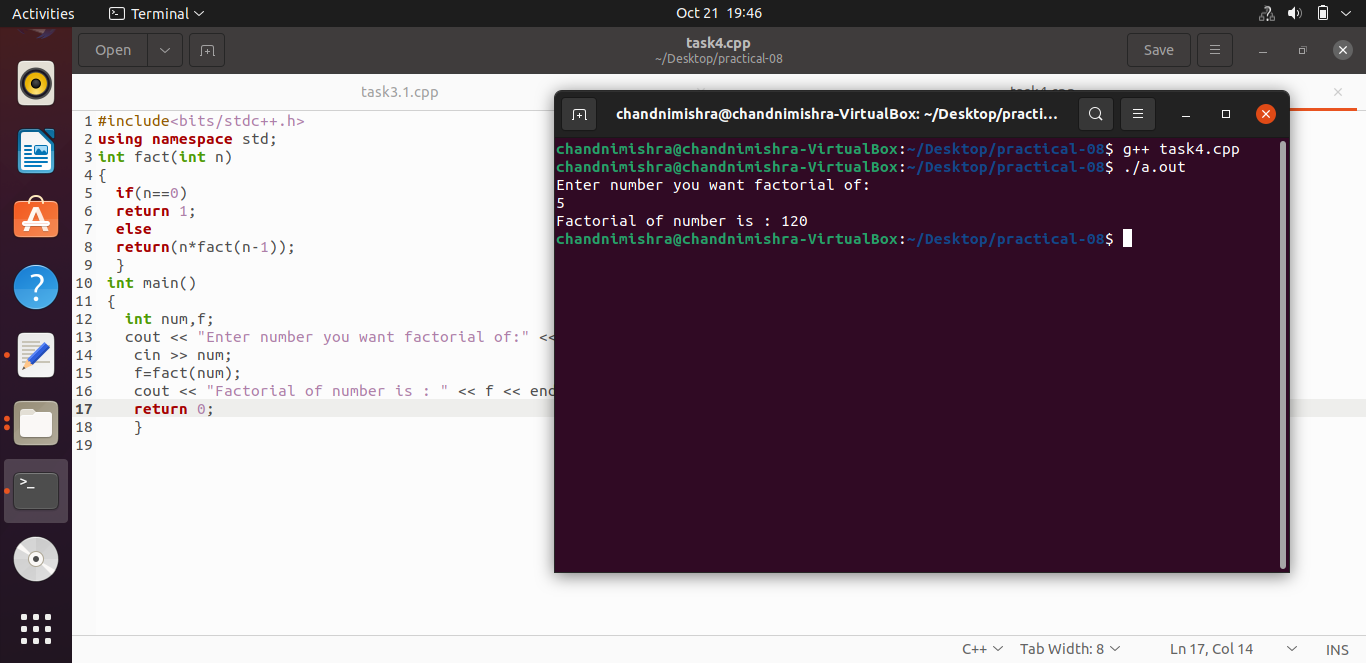 Activities Terminal Oct 21 19:46
Open task4.cpp Save
~/Desktop/practical-08
task3.1.cpp
1 #include<bits/stdc++.h>
2 using namespace std;
3 int fact(int n)
4 {
5 if(n==0)
6 return 1;
7 else
8 return(n*fact(n-1));
9 }
10 int main()
11 {
12 int num,f;
13 cout << "Enter number you want factorial of:" <<
14 cin >> num;
15 f=fact(num);
16 cout << "Factorial of number is : " << f << end
17 return 0;
18 }
19
chandnimishra@chandnimishra-VirtualBox: ~/Desktop/practi...
chandnimishra@chandnimishra-VirtualBox:~/Desktop/practical-08$ g++ task4.cpp
chandnimishra@chandnimishra-VirtualBox:~/Desktop/practical-08$ ./a.out
Enter number you want factorial of:
5
Factorial of number is : 120
chandnimishra@chandnimishra-VirtualBox:~/Desktop/practical-08$
C++ Tab Width: 8 Ln 17, Col 14 INS